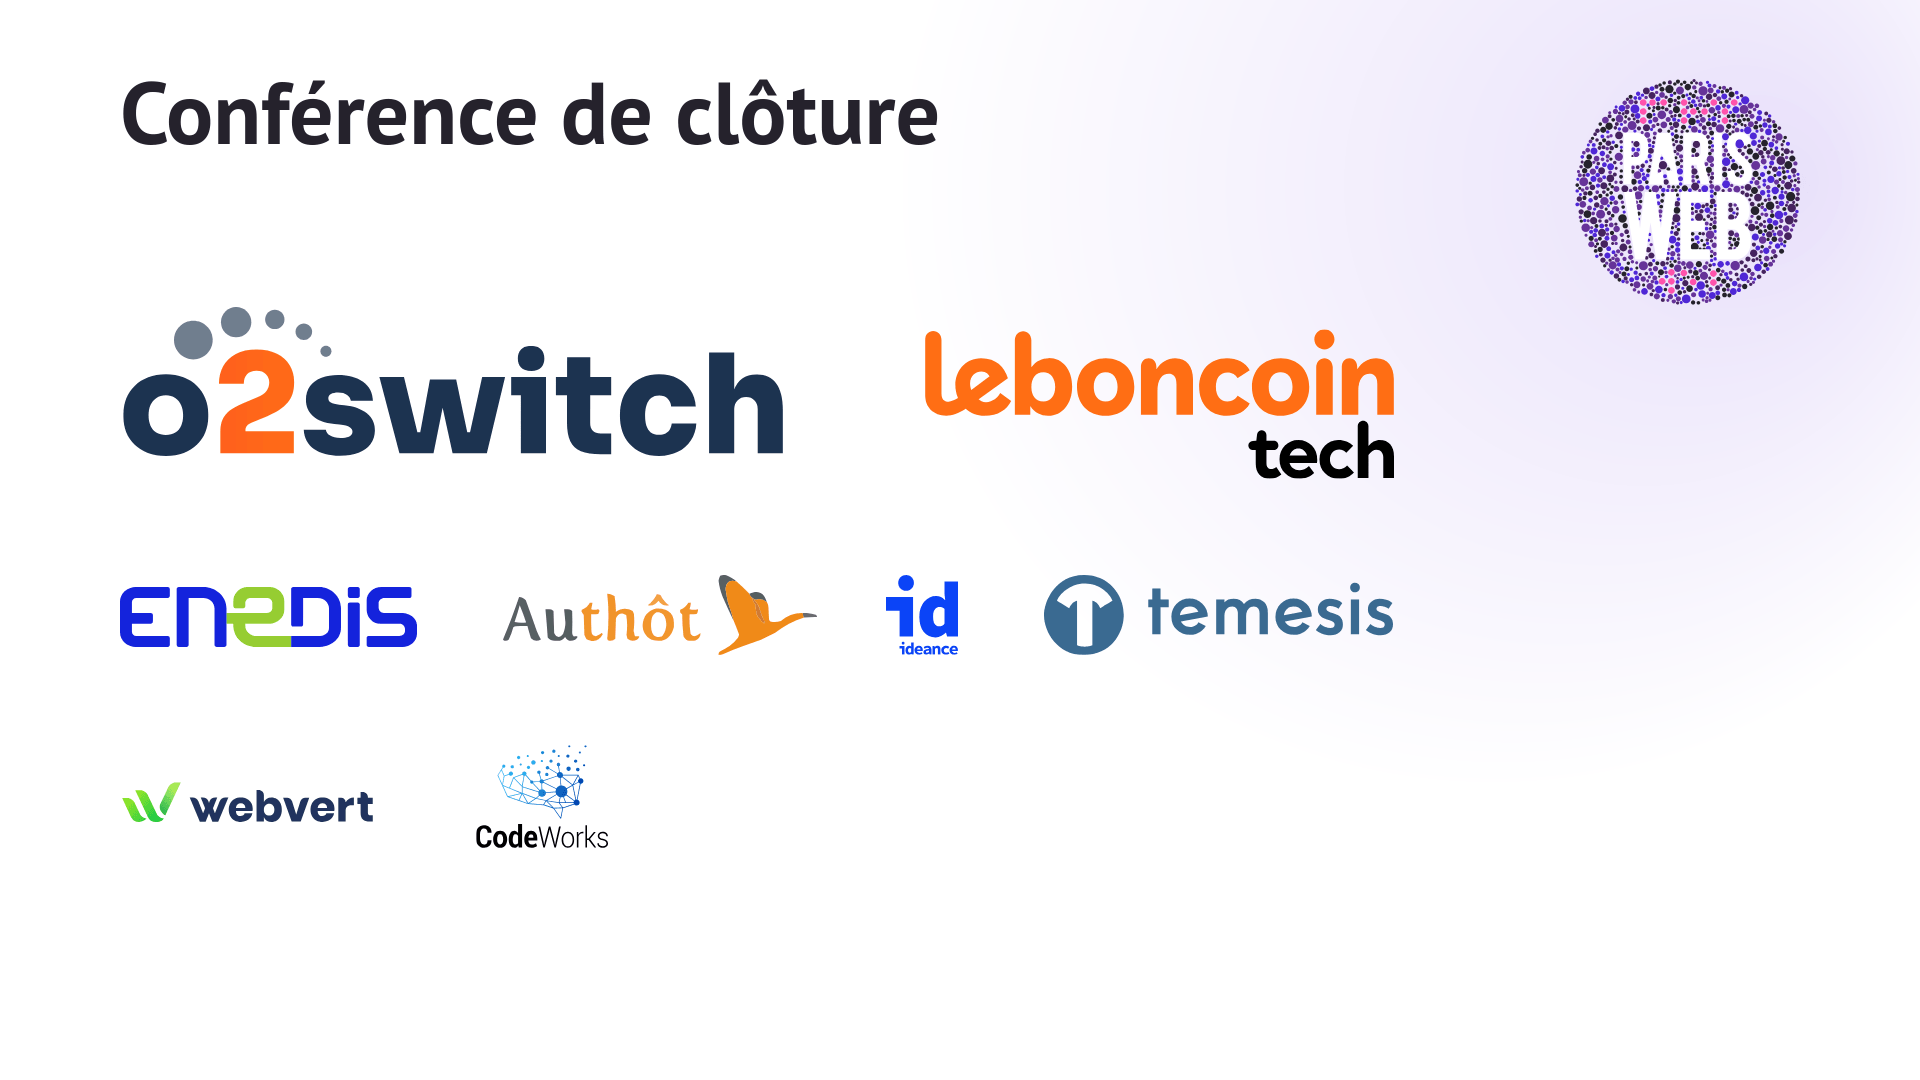 Conférence de clôture
PARIS
WEB
o2switch
leboncoin
tech
ENEDIS
Authôt
id
ideance
temesis
webvert
CodeWorks